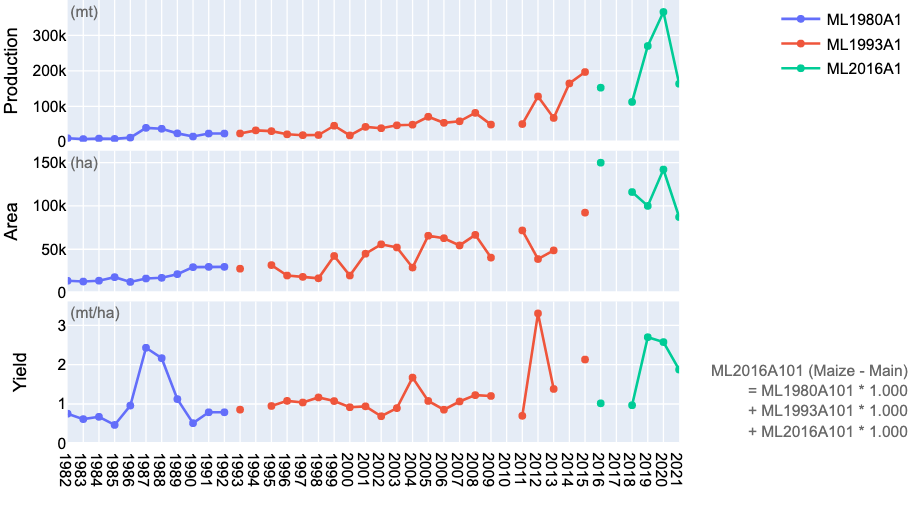 (mt)
Production
300k
200k
100k
0
ML1980A1
ML1993A1
ML2016A1
(ha)
Area
150k
100k
50k
0
(mt/ha)
Yield
3
2
1
0
1982
1983
1984
1985
1986
1987
1988
1989
1990
1991
1992
1993
1994
1995
1996
1997
1998
1999
2000
2001
2002
2003
2004
2005
2006
2007
2008
2009
2010
2011
2012
2013
2014
2015
2016
2017
2018
2019
2020
2021
ML2016A101 (Maize - Main)
= ML1980A101 * 1.000
+ ML1993A101 * 1.000
+ ML2016A101 * 1.000